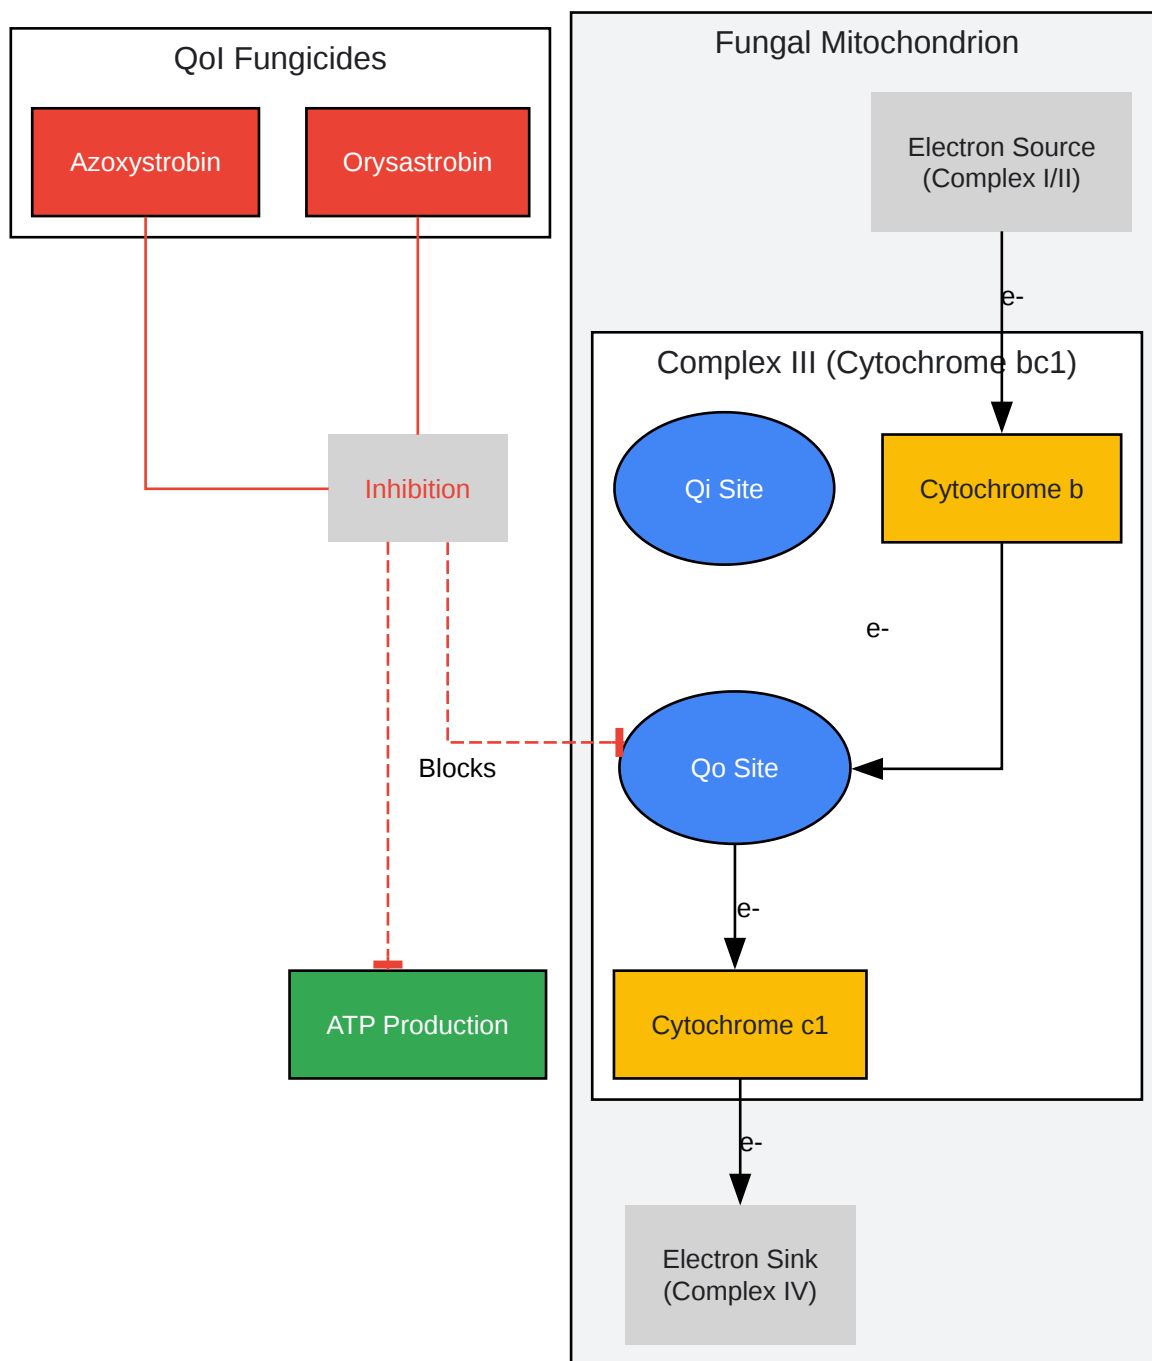 QoI Fungicides
Azoxystrobin
Orysastrobin
Inhibition
Blocks
ATP Production
Fungal Mitochondrion
Electron Source
(Complex I/II)
e-
Complex III (Cytochrome bc1)
Qi Site
Cytochrome b
e-
Qo Site
e-
Cytochrome c1
e-
Electron Sink
(Complex IV)